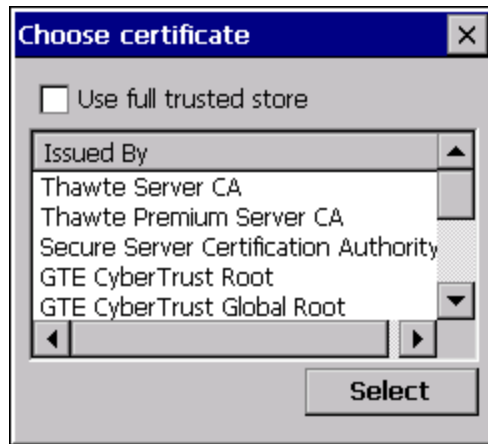 Choose certificate
Use full trusted store
Issued By
Thawte Server CA
Thawte Premium Server CA
Secure Server Certification Authority
GTE CyberTrust Root
GTE CyberTrust Global Root
Select